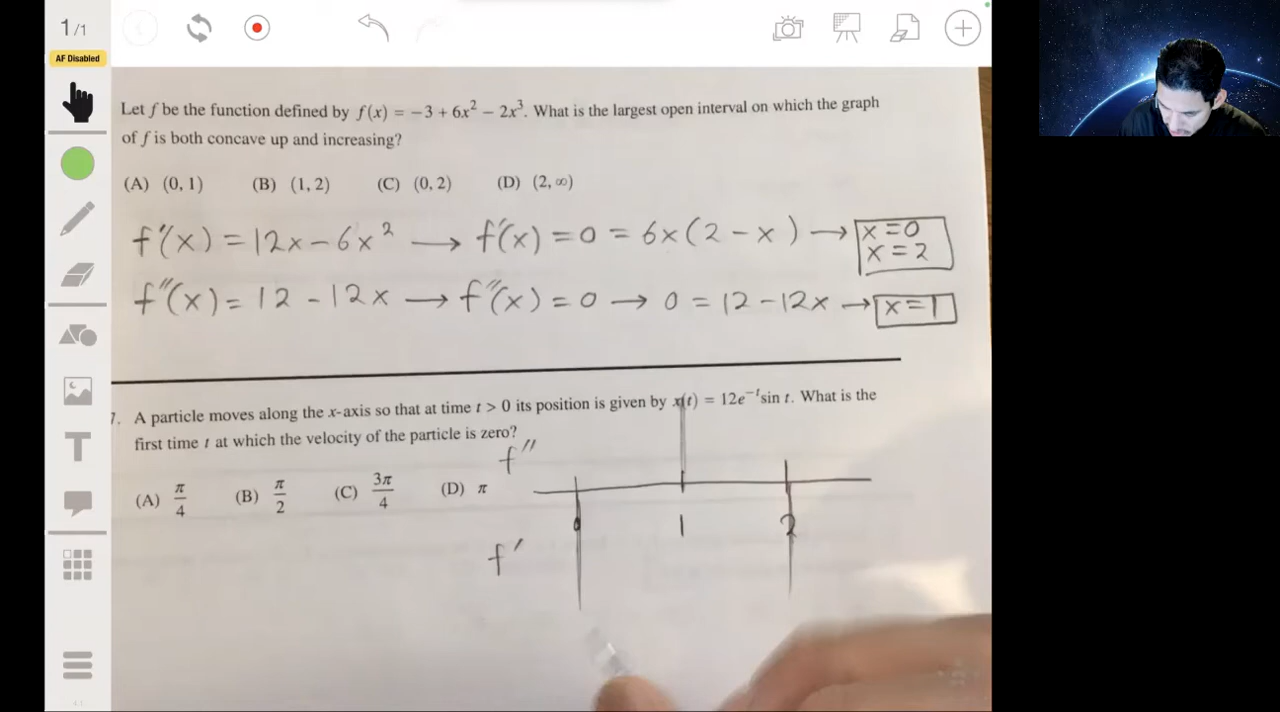 1/1
AF Disabled
Let f be the function defined by f(x) = −3 + 6x² − 2x³. What is the largest open interval on which the graph
of f is both concave up and increasing?
(A) (0, 1) (B) (1, 2) (C) (0, 2) (D) (2, ∞)
f′(x) = 12x − 6x² → f′(x) = 0 = 6x(2 − x) → x = 0
x = 2
f″(x) = 12 − 12x → f″(x) = 0 → 0 = 12 − 12x → x = 1
7. A particle moves along the x-axis so that at time t > 0 its position is given by x(t) = 12e⁻ᵗ sin t. What is the
first time t at which the velocity of the particle is zero?
(A) π/4 (B) π/2 (C) 3π/4 (D) π
f″
0 1 2
f′
T